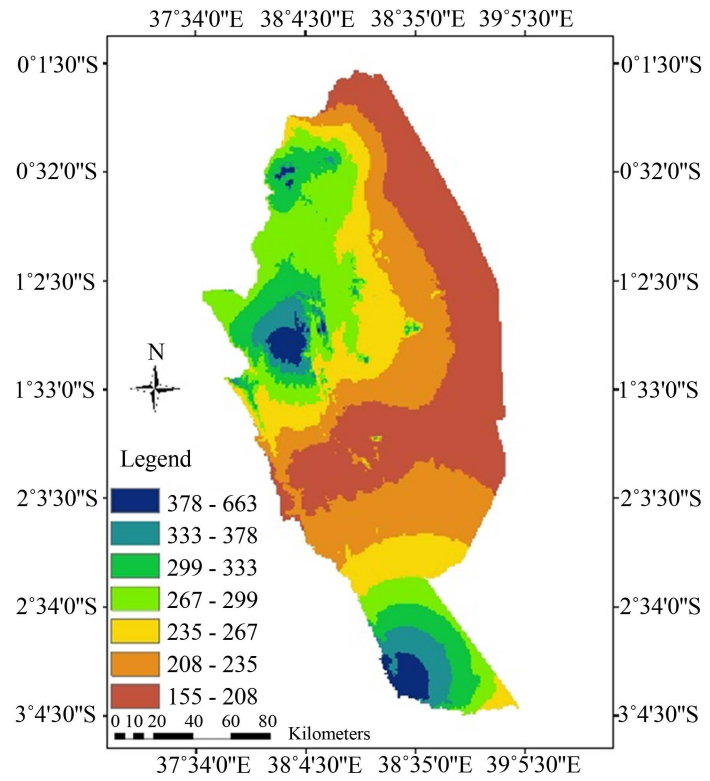 37°34'0"E 38°4'30"E 38°35'0"E 39°5'30"E
0°1'30"S 0°1'30"S
0°32'0"S 0°32'0"S
1°2'30"S 1°2'30"S
N
1°33'0"S 1°33'0"S
Legend
2°3'30"S 2°3'30"S
378 - 663
333 - 378
299 - 333
267 - 299
2°34'0"S 2°34'0"S
235 - 267
208 - 235
155 - 208
3°4'30"S 3°4'30"S
0 10 20 40 60 80
Kilometers
37°34'0"E 38°4'30"E 38°35'0"E 39°5'30"E